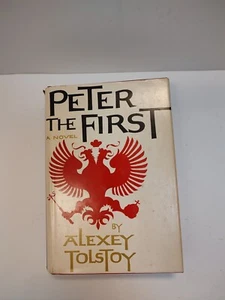 PETER
THE FIRST
A NOVEL
BY
ALEXEY
TOLSTOY